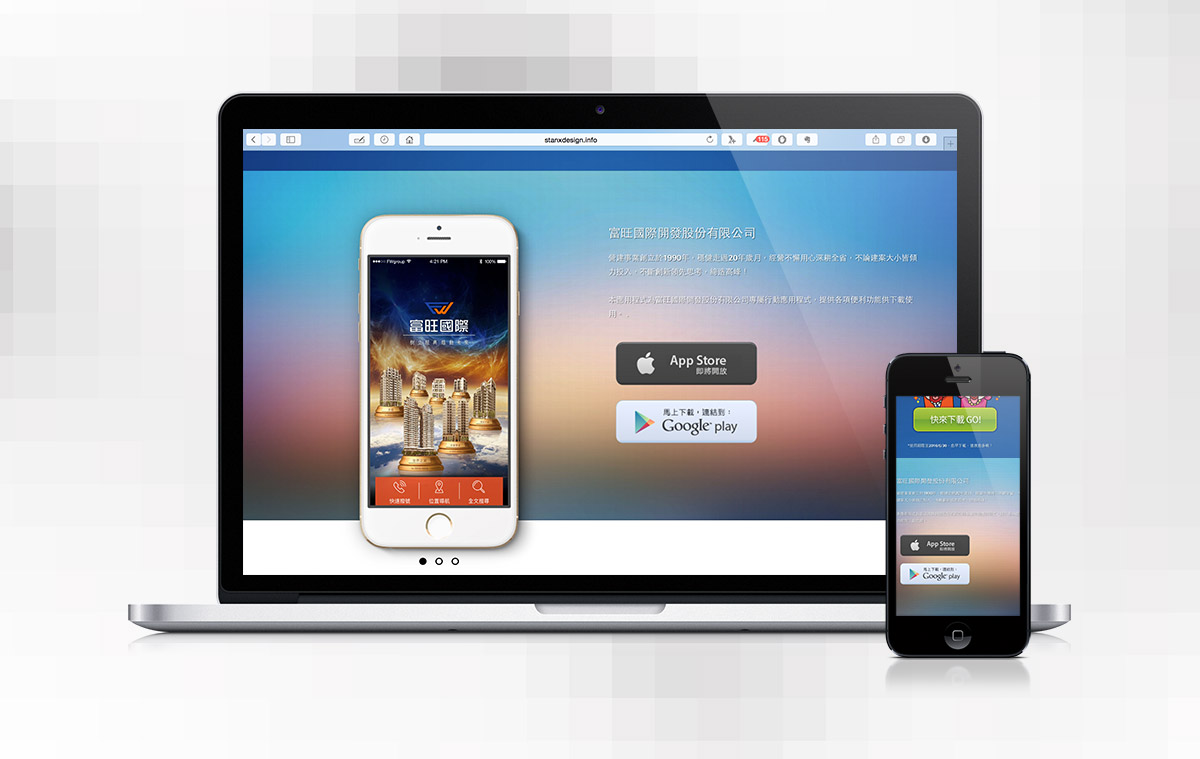 stanxdesign.info
115
富旺國際開發股份有限公司
營建事業創立於1990年，穩健走過20年歲月，經營不懈用心深耕全省，不論建案大小皆傾
力投入，不斷創新領先思考，締造高峰！
本應用程式為富旺國際開發股份有限公司專屬行動應用程式，提供各項便利功能供下載使
用。
App Store
即將開放
馬上下載，連結到：
Google play
FWgroup 4:21 PM 100%
富旺國際
快速撥號 位置導航 全文搜尋
快來下載 GO!
富旺國際開發股份有限公司
App Store
即將開放
馬上下載，連結到：
Google play